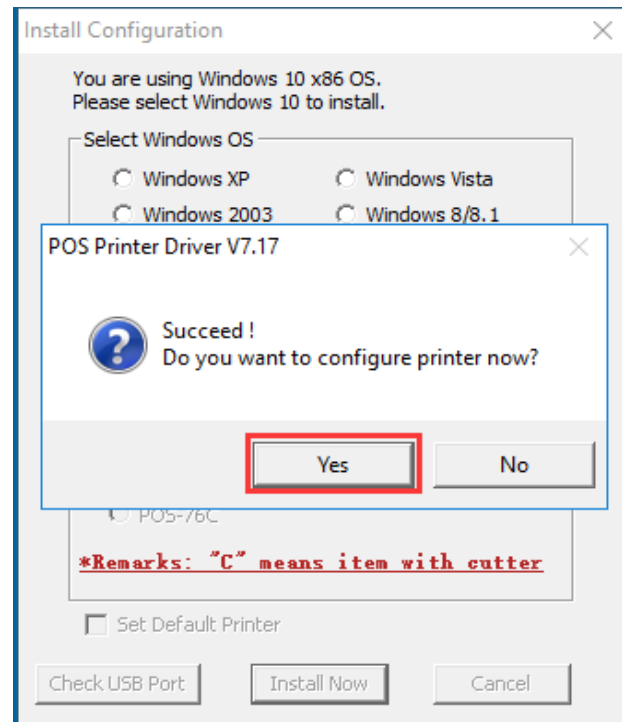 Install Configuration
You are using Windows 10 x86 OS.
Please select Windows 10 to install.
Select Windows OS
Windows XP Windows Vista
Windows 2003 Windows 8/8.1
POS Printer Driver V7.17
Succeed !
Do you want to configure printer now?
Yes No
POS-76C
*Remarks: "C" means item with cutter
Set Default Printer
Check USB Port Install Now Cancel